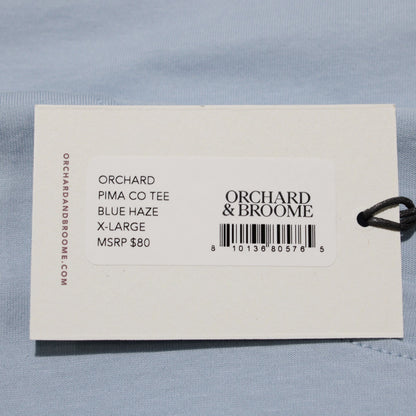 ORCHARDANDBROOME.COM
ORCHARD
PIMA CO TEE
BLUE HAZE
X-LARGE
MSRP $80
ORCHARD
& BROOME
8 10136 80576 5